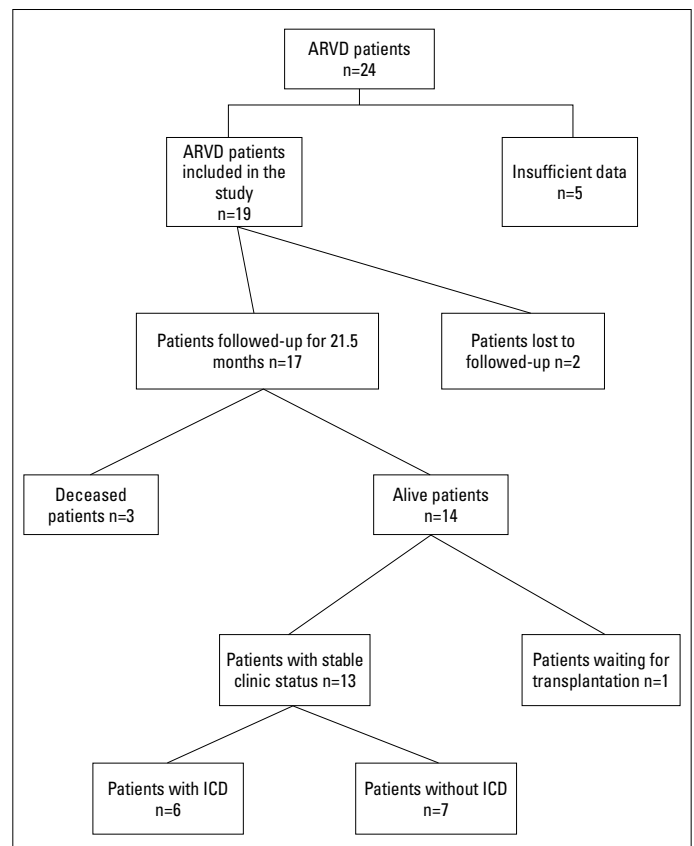 ARVD patients
n=24
ARVD patients
included in the
study
n=19
Insufficient data
n=5
Patients followed-up for 21.5
months n=17
Patients lost to
followed-up n=2
Deceased
patients n=3
Alive patients
n=14
Patients with stable
clinic status n=13
Patients waiting for
transplantation n=1
Patients with ICD
n=6
Patients without ICD
n=7